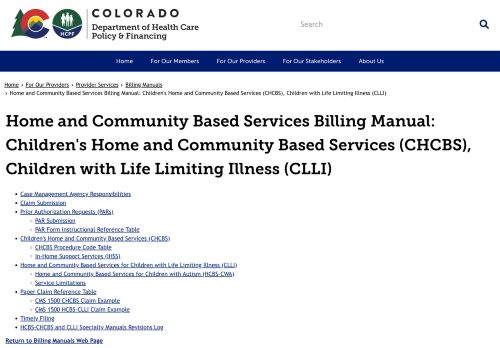 COLORADO
Department of Health Care
Policy & Financing
HCPF
Search
Home
For Our Members
For Our Providers
For Our Stakeholders
About Us
Home › For Our Providers › Provider Services › Billing Manuals
› Home and Community Based Services Billing Manual: Children's Home and Community Based Services (CHCBS), Children with Life Limiting Illness (CLLI)
Home and Community Based Services Billing Manual:
Children's Home and Community Based Services (CHCBS),
Children with Life Limiting Illness (CLLI)
• Case Management Agency Responsibilities
• Claim Submission
• Prior Authorization Requests (PARs)
○ PAR Submission
○ PAR Form Instructional Reference Table
• Children's Home and Community Based Services (CHCBS)
○ CHCBS Procedure Code Table
○ In-Home Support Services (IHSS)
• Home and Community Based Services for Children with Life Limiting Illness (CLLI)
○ Home and Community Based Services for Children with Autism (HCBS-CWA)
○ Service Limitations
• Paper Claim Reference Table
○ CMS 1500 CHCBS Claim Example
○ CMS 1500 HCBS-CLLI Claim Example
• Timely Filing
• HCBS-CHCBS and CLLI Specialty Manuals Revisions Log
Return to Billing Manuals Web Page